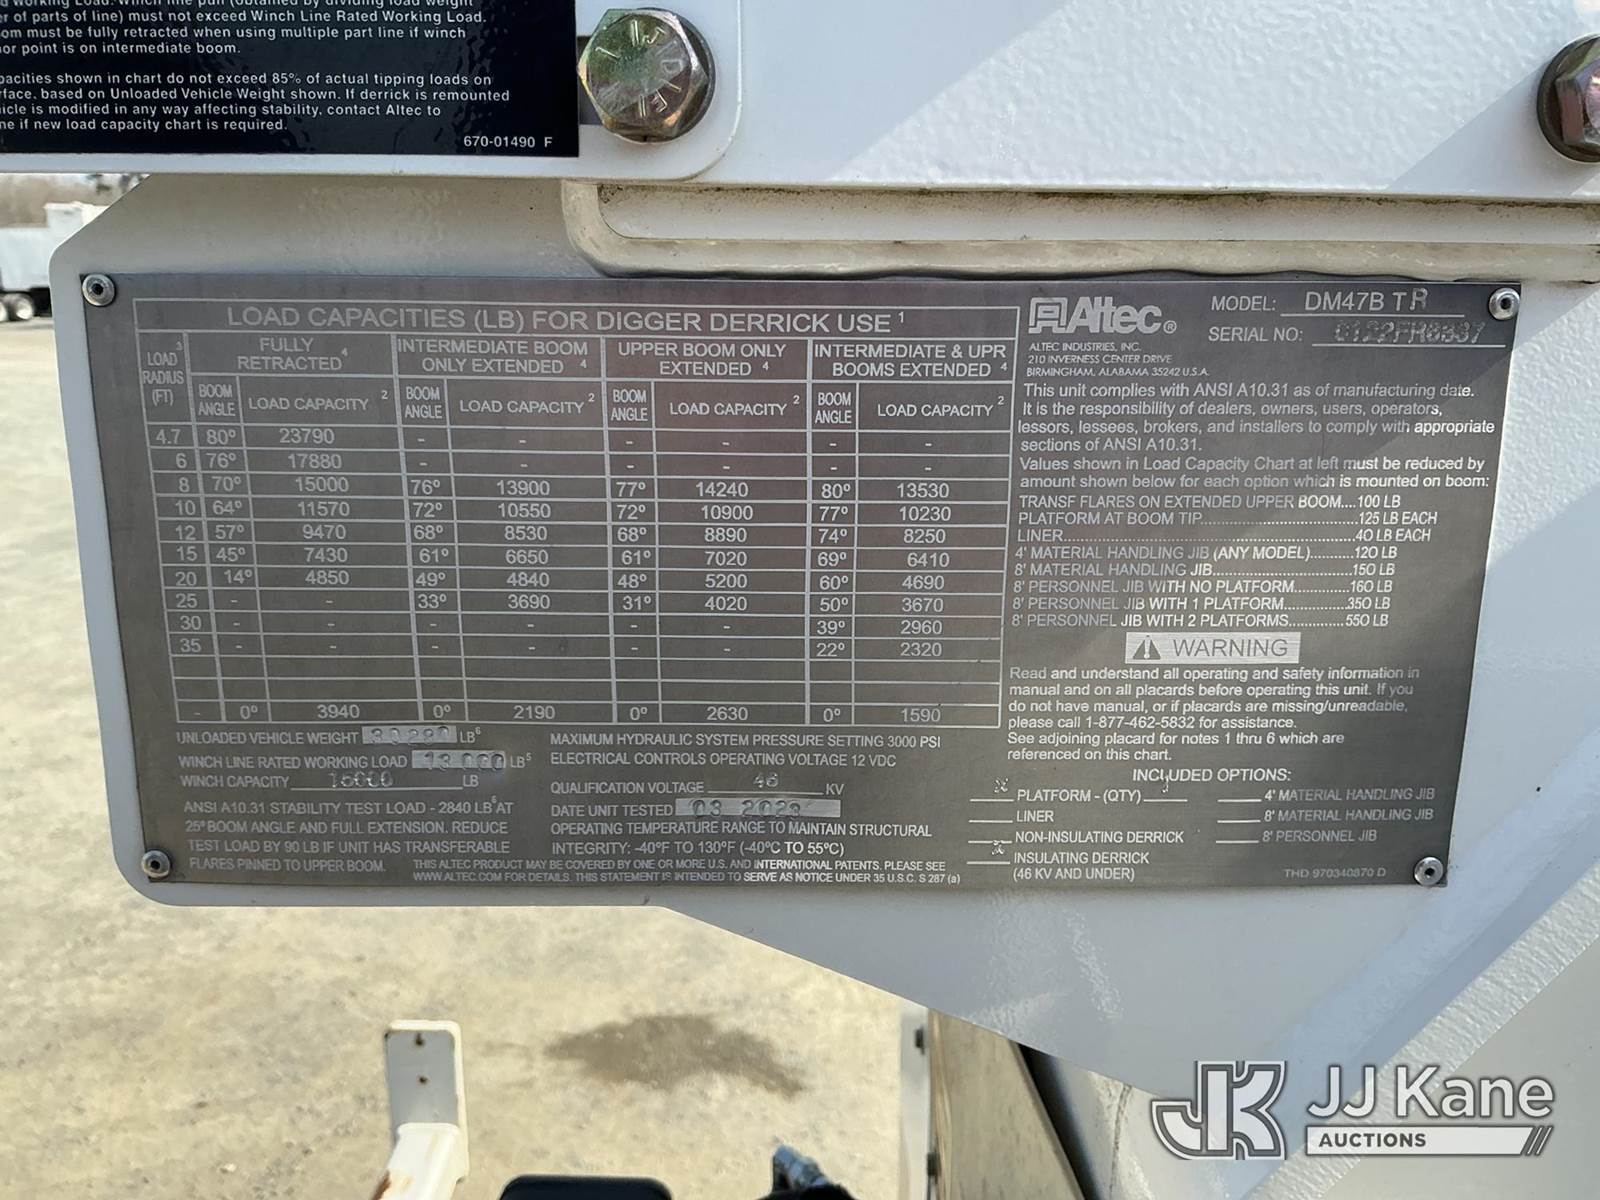 d Working Load. Winch line pull (obtained by dividing load weight
er of parts of line) must not exceed Winch Line Rated Working Load.
om must be fully retracted when using multiple part line if winch
or point is on intermediate boom.
pacities shown in chart do not exceed 85% of actual tipping loads on
rface, based on Unloaded Vehicle Weight shown. If derrick is remounted
icle is modified in any way affecting stability, contact Altec to
ne if new load capacity chart is required.
670-01490 F
LOAD CAPACITIES (LB) FOR DIGGER DERRICK USE 1
LOAD RADIUS (FT) 3
FULLY RETRACTED 4
INTERMEDIATE BOOM ONLY EXTENDED 4
UPPER BOOM ONLY EXTENDED 4
INTERMEDIATE & UPR BOOMS EXTENDED 4
BOOM ANGLE LOAD CAPACITY 2 BOOM ANGLE LOAD CAPACITY 2 BOOM ANGLE LOAD CAPACITY 2 BOOM ANGLE LOAD CAPACITY 2
4.7 80° 23790 - - - - - -
6 76° 17880 - - - - - -
8 70° 15000 76° 13900 77° 14240 80° 13530
10 64° 11570 72° 10550 72° 10900 77° 10230
12 57° 9470 68° 8530 68° 8890 74° 8250
15 45° 7430 61° 6650 61° 7020 69° 6410
20 14° 4850 49° 4840 48° 5200 60° 4690
25 - - 33° 3690 31° 4020 50° 3670
30 - - - - - - 39° 2960
35 - - - - - - 22° 2320
- 0° 3940 0° 2190 0° 2630 0° 1590
UNLOADED VEHICLE WEIGHT LB 6
WINCH LINE RATED WORKING LOAD 13000 LB 5
WINCH CAPACITY 15000 LB
ANSI A10.31 STABILITY TEST LOAD - 2840 LB 6 AT
25° BOOM ANGLE AND FULL EXTENSION. REDUCE
TEST LOAD BY 90 LB IF UNIT HAS TRANSFERABLE
FLARES PINNED TO UPPER BOOM.
MAXIMUM HYDRAULIC SYSTEM PRESSURE SETTING 3000 PSI
ELECTRICAL CONTROLS OPERATING VOLTAGE 12 VDC
QUALIFICATION VOLTAGE 46 KV
DATE UNIT TESTED 03 2023
OPERATING TEMPERATURE RANGE TO MAINTAIN STRUCTURAL
INTEGRITY: -40°F TO 130°F (-40°C TO 55°C)
THIS ALTEC PRODUCT MAY BE COVERED BY ONE OR MORE U.S. AND INTERNATIONAL PATENTS. PLEASE SEE
WWW.ALTEC.COM FOR DETAILS. THIS STATEMENT IS INTENDED TO SERVE AS NOTICE UNDER 35 U.S.C. S 287 (a)
Altec®
ALTEC INDUSTRIES, INC.
210 INVERNESS CENTER DRIVE
BIRMINGHAM, ALABAMA 35242 U.S.A.
MODEL: DM47B TR
SERIAL NO:
This unit complies with ANSI A10.31 as of manufacturing date.
It is the responsibility of dealers, owners, users, operators,
lessors, lessees, brokers, and installers to comply with appropriate
sections of ANSI A10.31.
Values shown in Load Capacity Chart at left must be reduced by
amount shown below for each option which is mounted on boom:
TRANSF FLARES ON EXTENDED UPPER BOOM....100 LB
PLATFORM AT BOOM TIP..............................125 LB EACH
LINER..............................40 LB EACH
4' MATERIAL HANDLING JIB (ANY MODEL)..........120 LB
8' MATERIAL HANDLING JIB..............................150 LB
8' PERSONNEL JIB WITH NO PLATFORM.............160 LB
8' PERSONNEL JIB WITH 1 PLATFORM..............350 LB
8' PERSONNEL JIB WITH 2 PLATFORMS.............550 LB
WARNING
Read and understand all operating and safety information in
manual and on all placards before operating this unit. If you
do not have manual, or if placards are missing/unreadable,
please call 1-877-462-5832 for assistance.
See adjoining placard for notes 1 thru 6 which are
referenced on this chart.
INCLUDED OPTIONS:
X PLATFORM - (QTY) 1
LINER
NON-INSULATING DERRICK
X INSULATING DERRICK
(46 KV AND UNDER)
4' MATERIAL HANDLING JIB
8' MATERIAL HANDLING JIB
8' PERSONNEL JIB
THD 970340870 D
JK JJ Kane
AUCTIONS